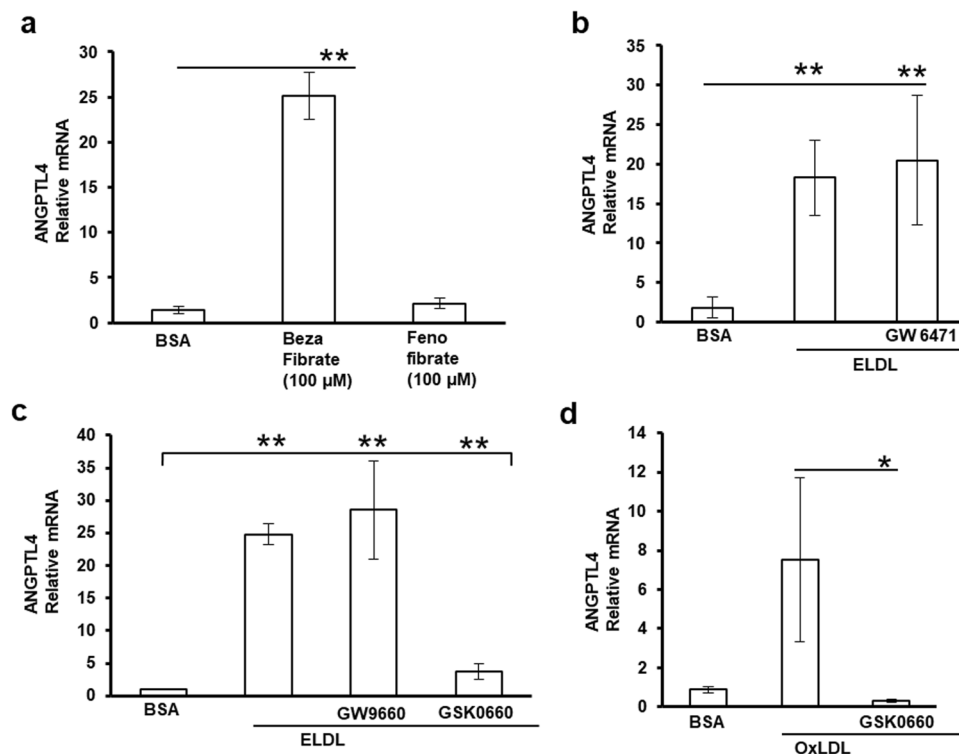 a
**
30
25
20
15
10
5
0
ANGPTL4
Relative mRNA
BSA
Beza
Fibrate
(100 µM)
Feno
fibrate
(100 µM)
b
** **
35
30
25
20
15
10
5
0
ANGPTL4
Relative mRNA
BSA
GW 6471
ELDL
c
** ** **
40
35
30
25
20
15
10
5
0
ANGPTL4
Relative mRNA
BSA
GW9660
GSK0660
ELDL
d
*
14
12
10
8
6
4
2
0
ANGPTL4
Relative mRNA
BSA
GSK0660
OxLDL